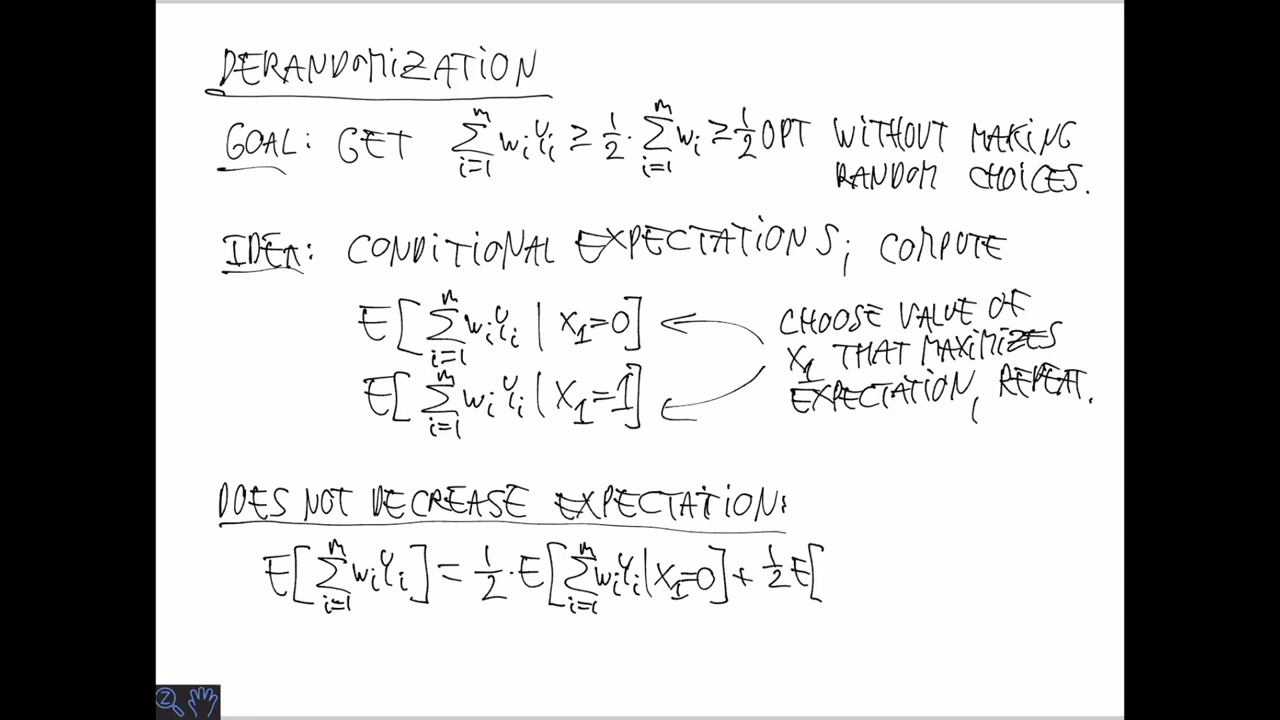 DERANDOMIZATION
GOAL: GET ∑_{i=1}^{m} w_i Y_i ≥ 1/2 · ∑_{i=1}^{m} w_i ≥ 1/2 OPT WITHOUT MAKING
RANDOM CHOICES.
IDEA: CONDITIONAL EXPECTATIONS; COMPUTE
E[∑_{i=1}^{m} w_i Y_i | X_1=0]
E[∑_{i=1}^{m} w_i Y_i | X_1=1]
CHOOSE VALUE OF
X_1 THAT MAXIMIZES
EXPECTATION, REPEAT.
DOES NOT DECREASE EXPECTATION:
E[∑_{i=1}^{m} w_i Y_i] = 1/2 · E[∑_{i=1}^{m} w_i Y_i | X_1=0] + 1/2 E[